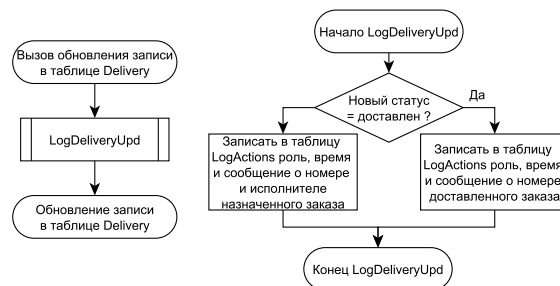 Вызов обновления записи
в таблице Delivery
LogDeliveryUpd
Обновление записи
в таблице Delivery
Начало LogDeliveryUpd
Новый статус
= доставлен ?
Да
Записать в таблицу
LogActions роль, время
и сообщение о номере
и исполнителе
назначенного заказа
Записать в таблицу
LogActions роль, время
и сообщение о номере
доставленного заказа
Конец LogDeliveryUpd